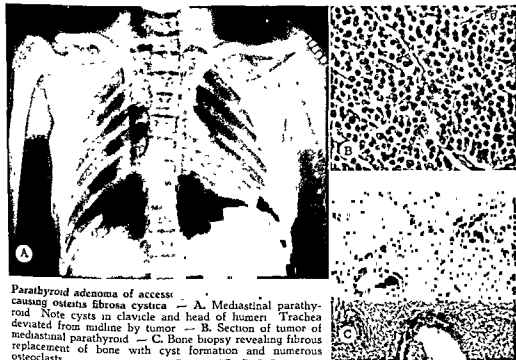 A
B
C
Parathyroid adenoma of
causing osteitis fibrosa cystica — A. Mediastinal parathy-
roid Note cysts in clavicle and head of humeri Trachea
deviated from midline by tumor — B. Section of tumor of
mediastinal parathyroid — C. Bone biopsy revealing fibrous
replacement of bone with cyst formation and numerous
osteoclasts